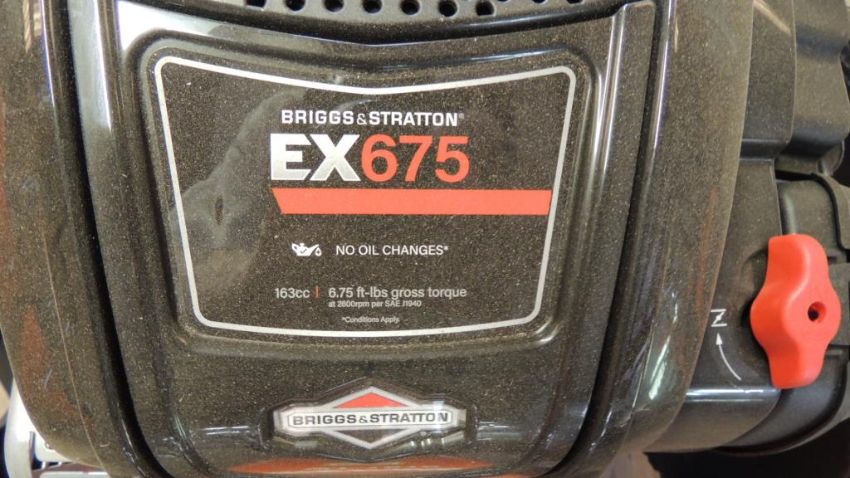 BRIGGS & STRATTON®
EX675
NO OIL CHANGES*
163cc | 6.75 ft-lbs gross torque
at 2600rpm per SAE J1940
*Conditions Apply.
BRIGGS & STRATTON